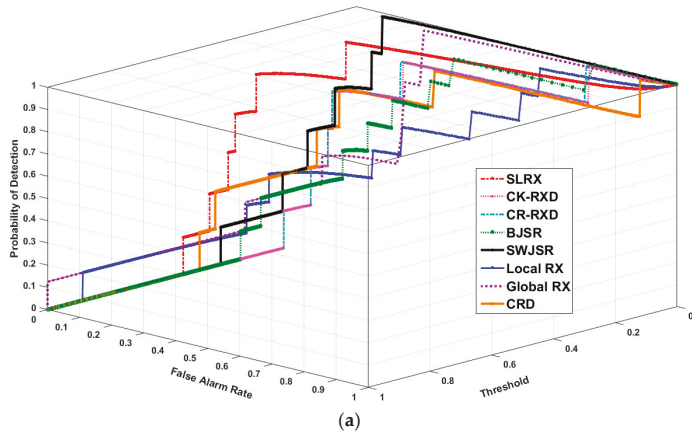 1
0.9
0.8
0.7
0.6
0.5
0.4
0.3
0.2
0.1
0
Probability of Detection
0
0.1
0.2
0.3
0.4
0.5
0.6
0.7
0.8
0.9
1
False Alarm Rate
1
0.8
0.6
0.4
0.2
0
Threshold
SLRX
CK-RXD
CR-RXD
BJSR
SWJSR
Local RX
Global RX
CRD
(a)